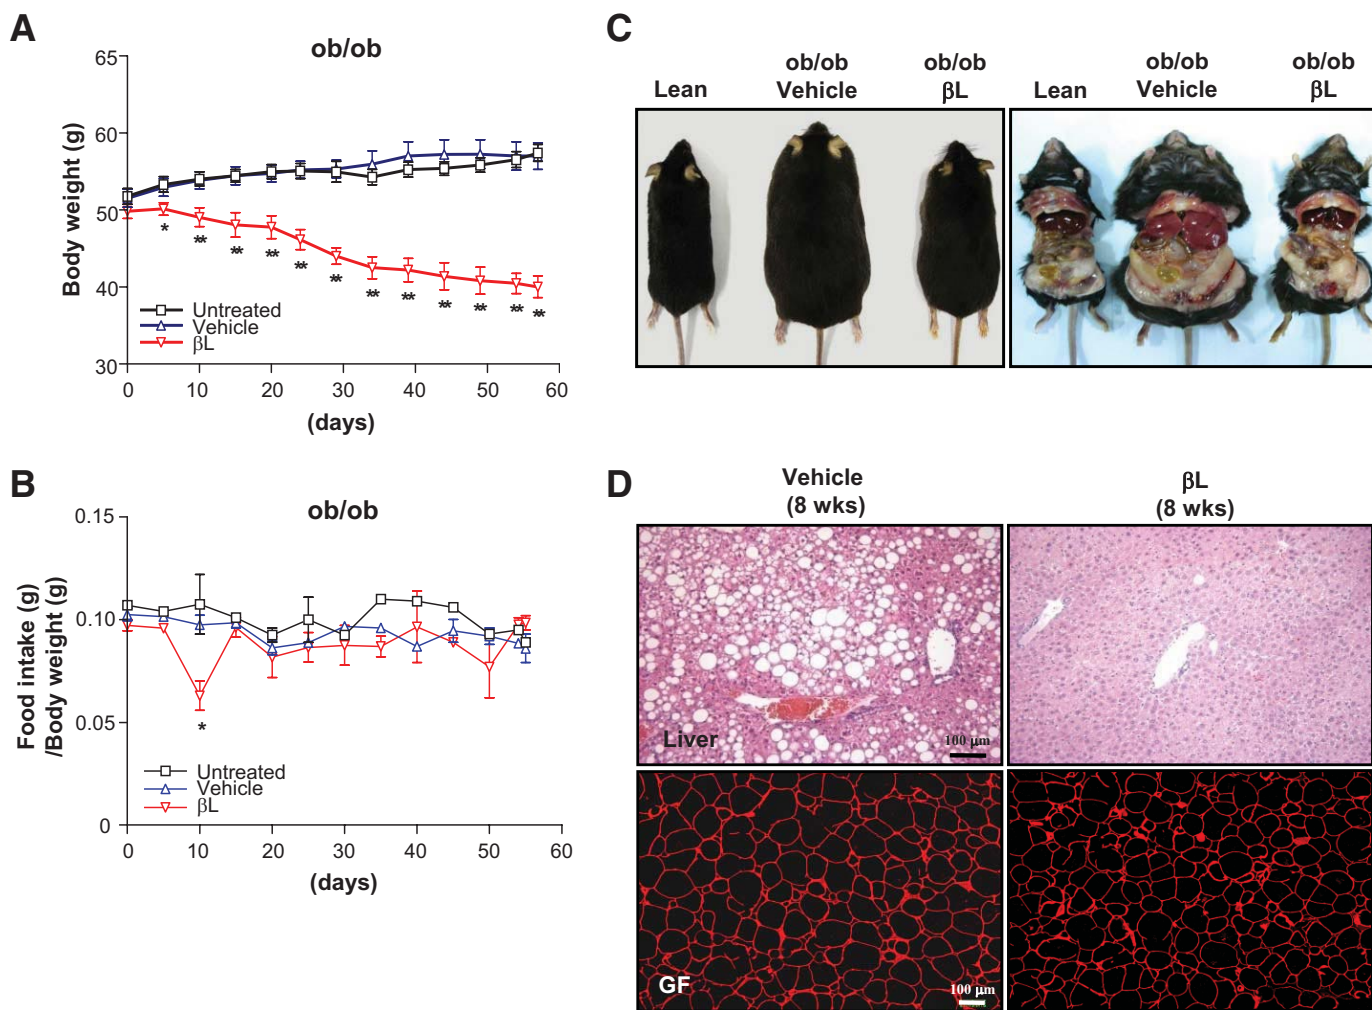 A
ob/ob
Body weight (g)
65
60
50
40
30
Untreated
Vehicle
βL
*
**
**
**
**
**
**
**
**
**
**
**
0
10
20
30
40
50
60
(days)
B
ob/ob
Food intake (g)
/Body weight (g)
0.15
0.10
0.05
0
*
Untreated
Vehicle
βL
0
10
20
30
40
50
60
(days)
C
Lean
ob/ob
Vehicle
ob/ob
βL
Lean
ob/ob
Vehicle
ob/ob
βL
D
Vehicle
(8 wks)
βL
(8 wks)
Liver
100 µm
GF
100 µm